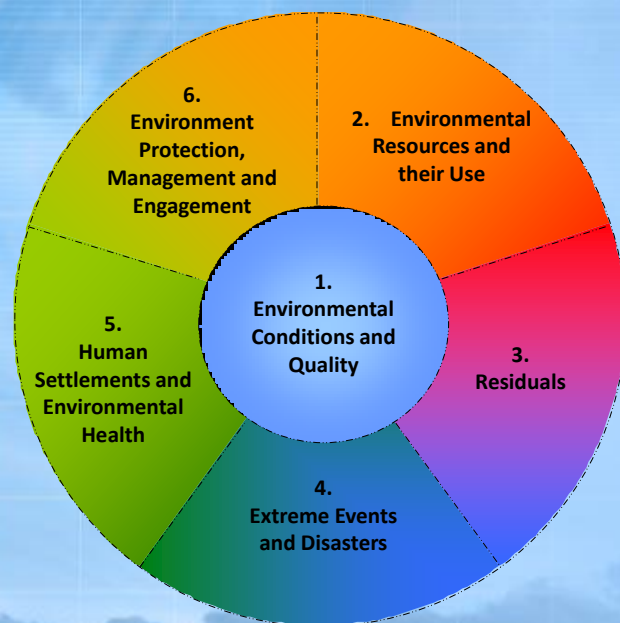 1.
Environmental
Conditions and
Quality
2. Environmental
Resources and
their Use
3.
Residuals
4.
Extreme Events
and Disasters
5.
Human
Settlements and
Environmental
Health
6.
Environment
Protection,
Management and
Engagement